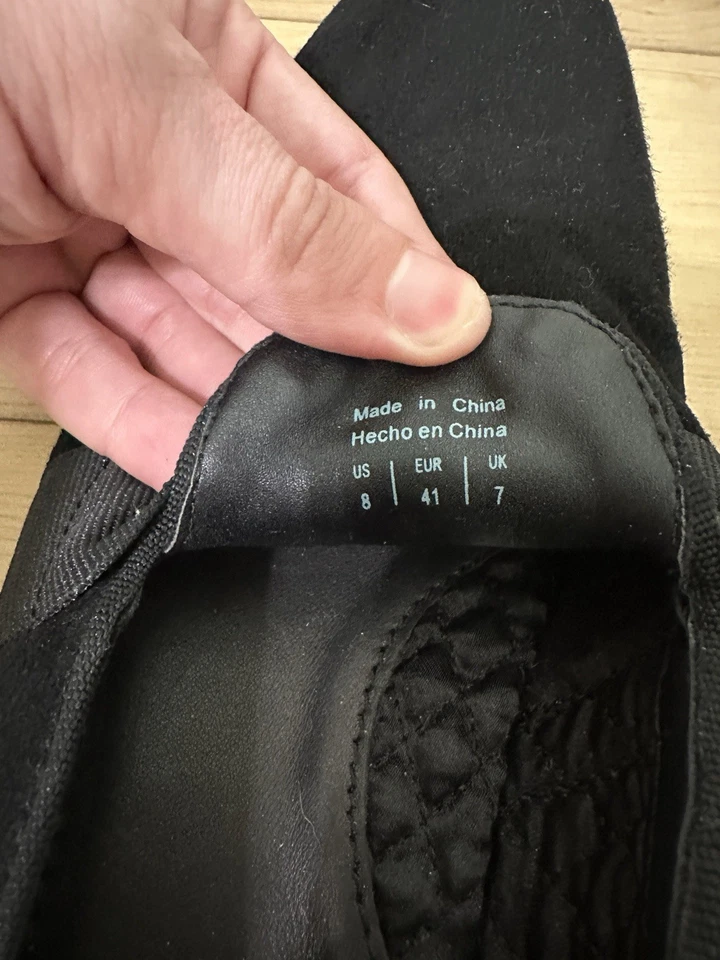 Made in China
Hecho en China
US | EUR | UK
8 | 41 | 7